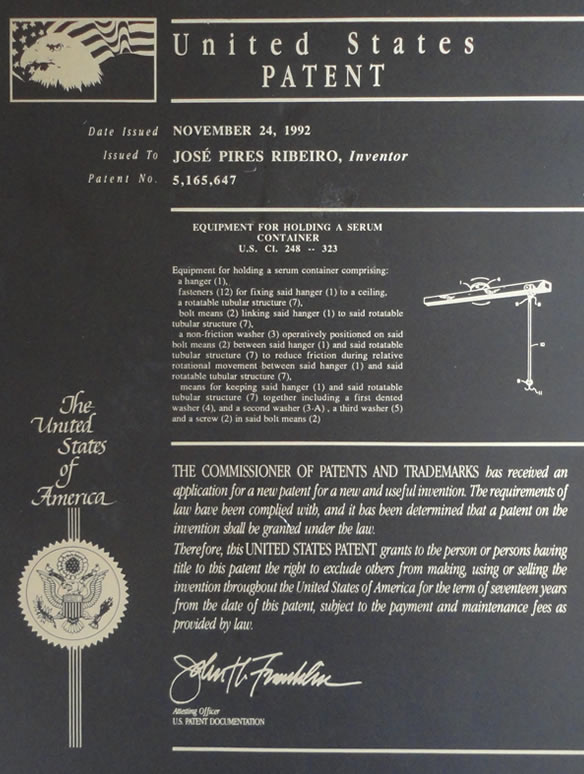 United States
PATENT
Date Issued NOVEMBER 24, 1992
Issued To JOSÉ PIRES RIBEIRO, Inventor
Patent No. 5,165,647
EQUIPMENT FOR HOLDING A SERUM
CONTAINER
U.S. Cl. 248 -- 323
Equipment for holding a serum container comprising:
a hanger (1),
fasteners (12) for fixing said hanger (1) to a ceiling,
a rotatable tubular structure (7),
bolt means (2) linking said hanger (1) to said rotatable
tubular structure (7),
a non-friction washer (3) operatively positioned on said
bolt means (2) between said hanger (1) and said rotatable
tubular structure (7) to reduce friction during relative
rotational movement between said hanger (1) and said
rotatable tubular structure (7),
means for keeping said hanger (1) and said rotatable
tubular structure (7) together including a first dented
washer (4), and a second washer (3-A) , a third washer (5)
and a screw (2) in said bolt means (2)
The
United
States
of
America
THE COMMISSIONER OF PATENTS AND TRADEMARKS has received an
application for a new patent for a new and useful invention. The requirements of
law have been complied with, and it has been determined that a patent on the
invention shall be granted under the law.
Therefore, this UNITED STATES PATENT grants to the person or persons having
title to this patent the right to exclude others from making, using or selling the
invention throughout the United States of America for the term of seventeen years
from the date of this patent, subject to the payment and maintenance fees as
provided by law.
John H. Franklin
Attesting Officer
U.S. PATENT DOCUMENTATION